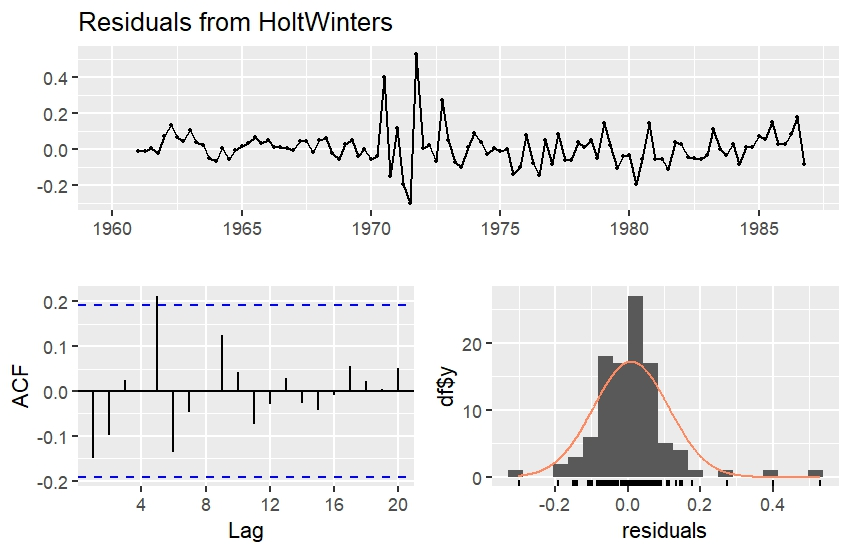 Residuals from HoltWinters
0.4
0.2
0.0
-0.2
1960 1965 1970 1975 1980 1985
ACF
0.2
0.1
0.0
-0.1
-0.2
4 8 12 16 20
Lag
df$y
20
10
0
-0.2 0.0 0.2 0.4
residuals